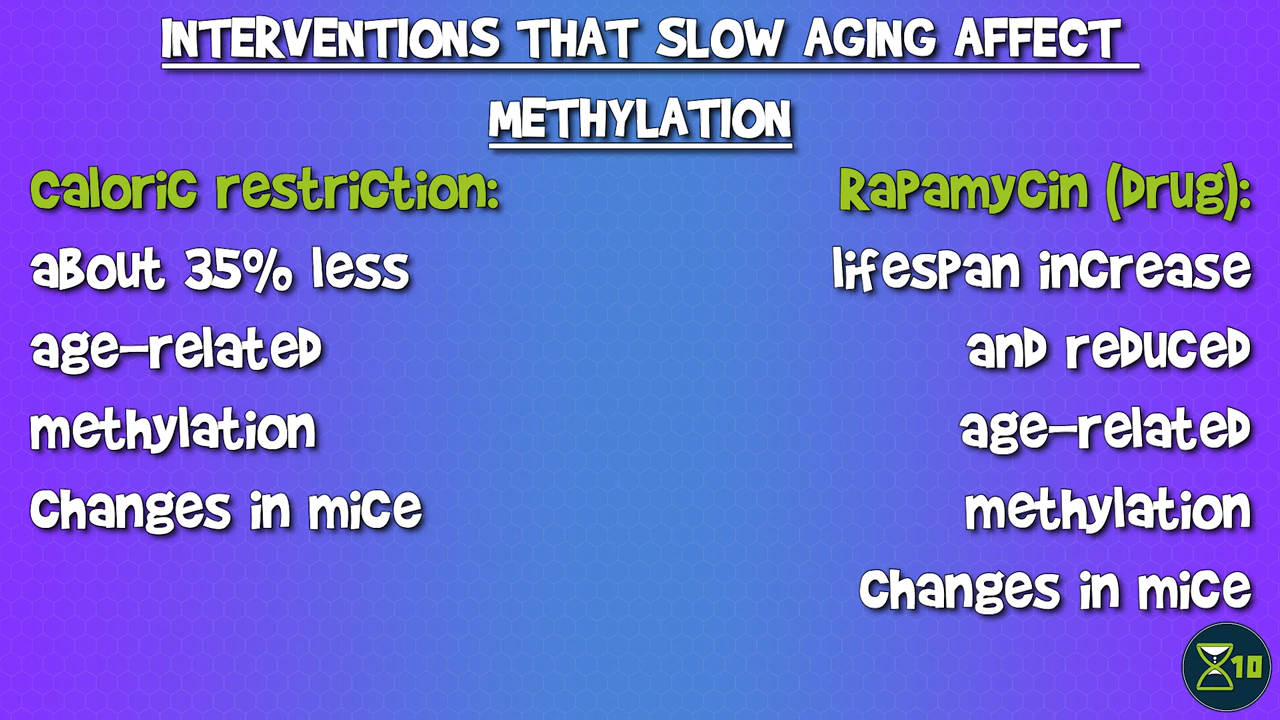 INTERVENTIONS THAT SLOW AGING AFFECT
METHYLATION
Caloric restriction:
about 35% less
age-related
methylation
changes in mice
Rapamycin (Drug):
lifespan increase
and reduced
age-related
methylation
changes in mice
10